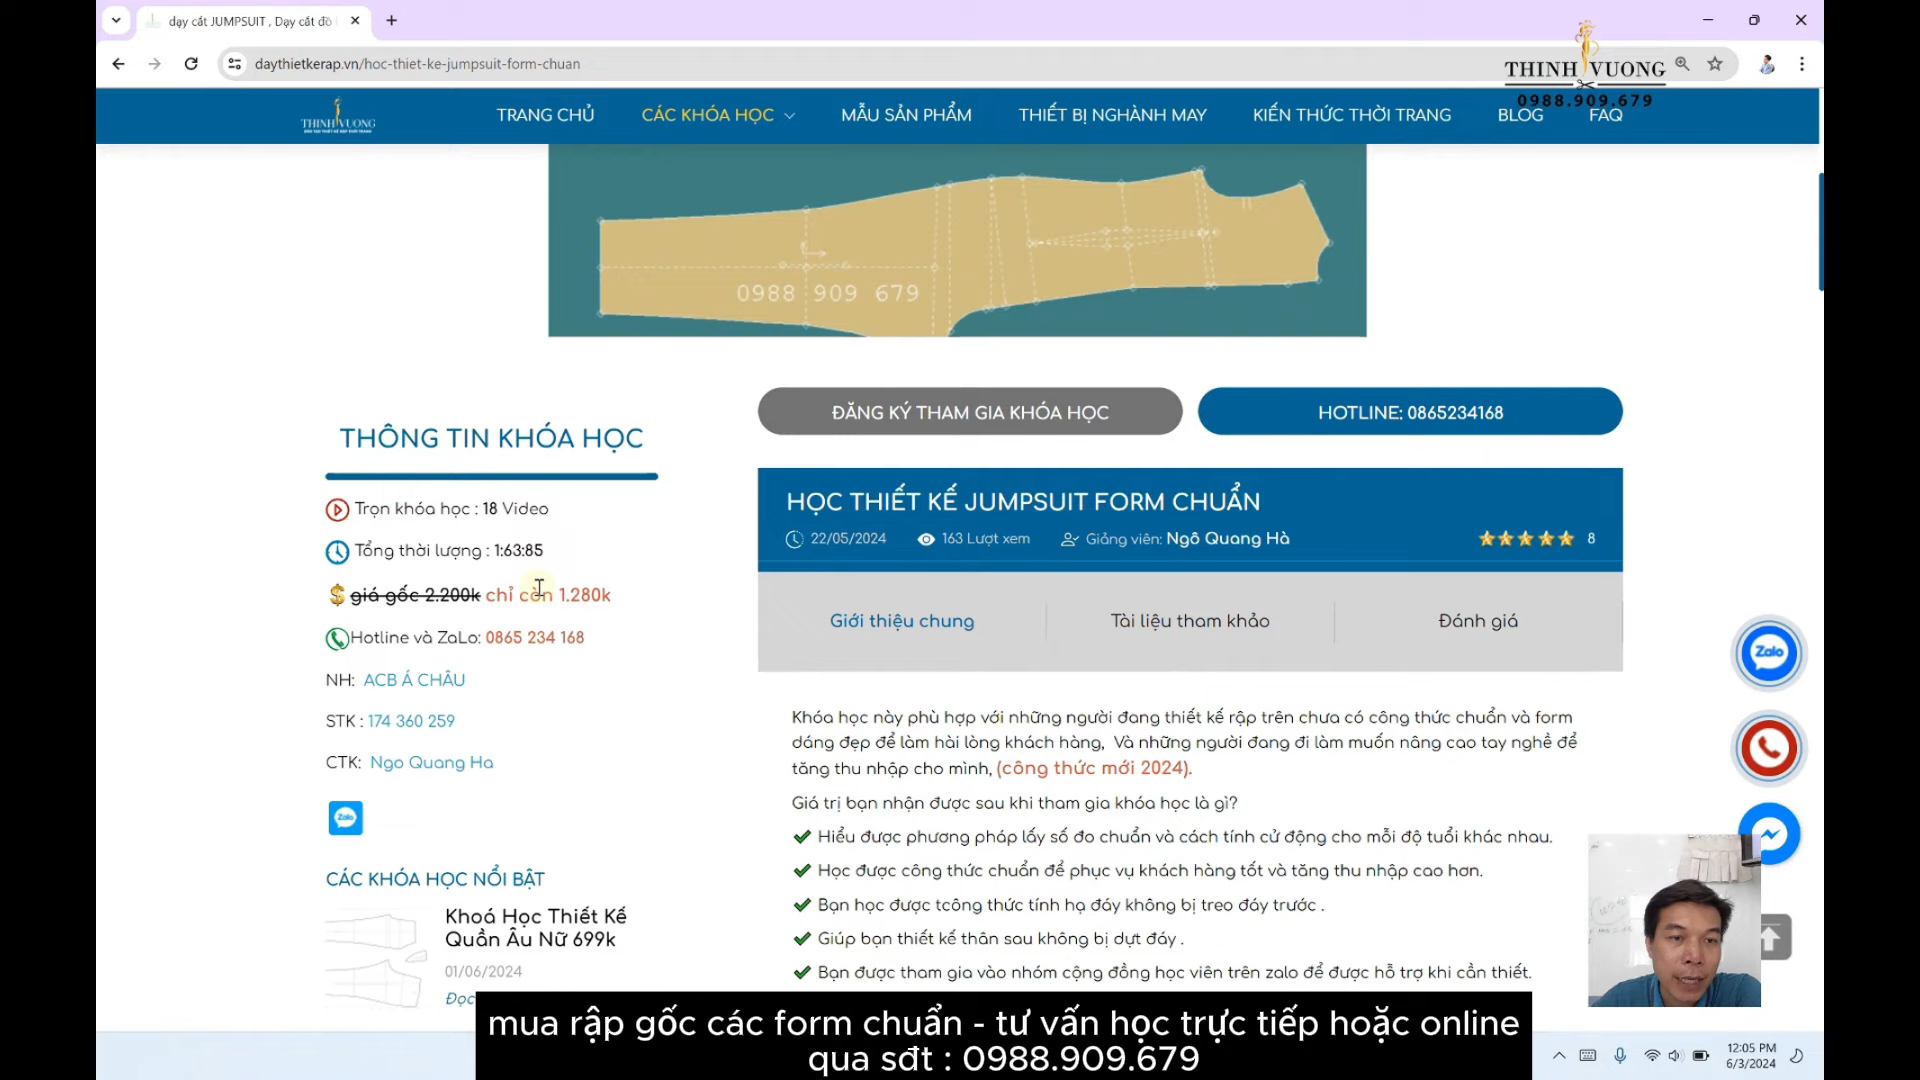 dạy cắt JUMPSUIT , Dạy cắt đồ
daythietkerap.vn/hoc-thiet-ke-jumpsuit-form-chuan
THINH VUONG
0988.909.679
THINH VUONG
TRANG CHỦ
CÁC KHÓA HỌC
MẪU SẢN PHẨM
THIẾT BỊ NGHÀNH MAY
KIẾN THỨC THỜI TRANG
BLOG
FAQ
0988 909 679
THÔNG TIN KHÓA HỌC
Trọn khóa học : 18 Video
Tổng thời lượng : 1:63:85
giá gốc 2.200k chỉ còn 1.280k
Hotline và ZaLo: 0865 234 168
NH: ACB Á CHÂU
STK : 174 360 259
CTK: Ngo Quang Ha
Zalo
CÁC KHÓA HỌC NỔI BẬT
Khoá Học Thiết Kế
Quần Âu Nữ 699k
01/06/2024
Đọc
ĐĂNG KÝ THAM GIA KHÓA HỌC
HOTLINE: 0865234168
HỌC THIẾT KẾ JUMPSUIT FORM CHUẨN
22/05/2024
163 Lượt xem
Giảng viên: Ngô Quang Hà
8
Giới thiệu chung
Tài liệu tham khảo
Đánh giá
Khóa học này phù hợp với những người đang thiết kế rập trên chưa có công thức chuẩn và form
dáng đẹp để làm hài lòng khách hàng, Và những người đang đi làm muốn nâng cao tay nghề để
tăng thu nhập cho mình, (công thức mới 2024).
Giá trị bạn nhận được sau khi tham gia khóa học là gì?
Hiểu được phương pháp lấy số đo chuẩn và cách tính cử động cho mỗi độ tuổi khác nhau.
Học được công thức chuẩn để phục vụ khách hàng tốt và tăng thu nhập cao hơn.
Bạn học được tcông thức tính hạ đáy không bị treo đáy trước .
Giúp bạn thiết kế thân sau không bị dựt đáy .
Bạn được tham gia vào nhóm cộng đồng học viên trên zalo để được hỗ trợ khi cần thiết.
Zalo
mua rập gốc các form chuẩn - tư vấn học trực tiếp hoặc online
qua sđt : 0988.909.679
12:05 PM
6/3/2024